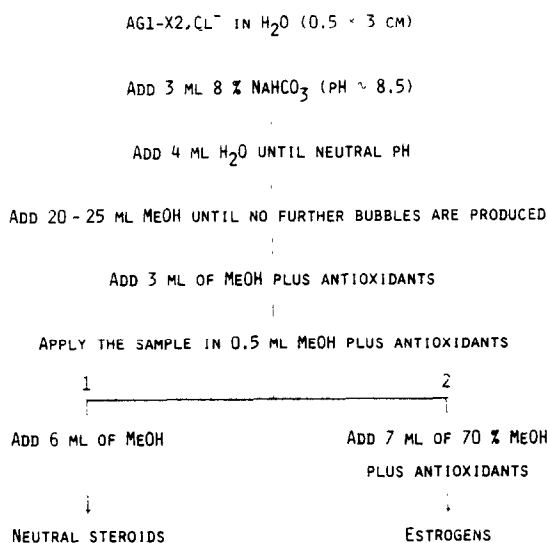 AG1-X2,CL⁻ IN H₂O (0.5 × 3 CM)
ADD 3 ML 8 % NAHCO₃ (PH ~ 8.5)
ADD 4 ML H₂O UNTIL NEUTRAL PH
ADD 20-25 ML MEOH UNTIL NO FURTHER BUBBLES ARE PRODUCED
ADD 3 ML OF MEOH PLUS ANTIOXIDANTS
APPLY THE SAMPLE IN 0.5 ML MEOH PLUS ANTIOXIDANTS
1 2
ADD 6 ML OF MEOH ADD 7 ML OF 70 % MEOH
PLUS ANTIOXIDANTS
NEUTRAL STEROIDS ESTROGENS